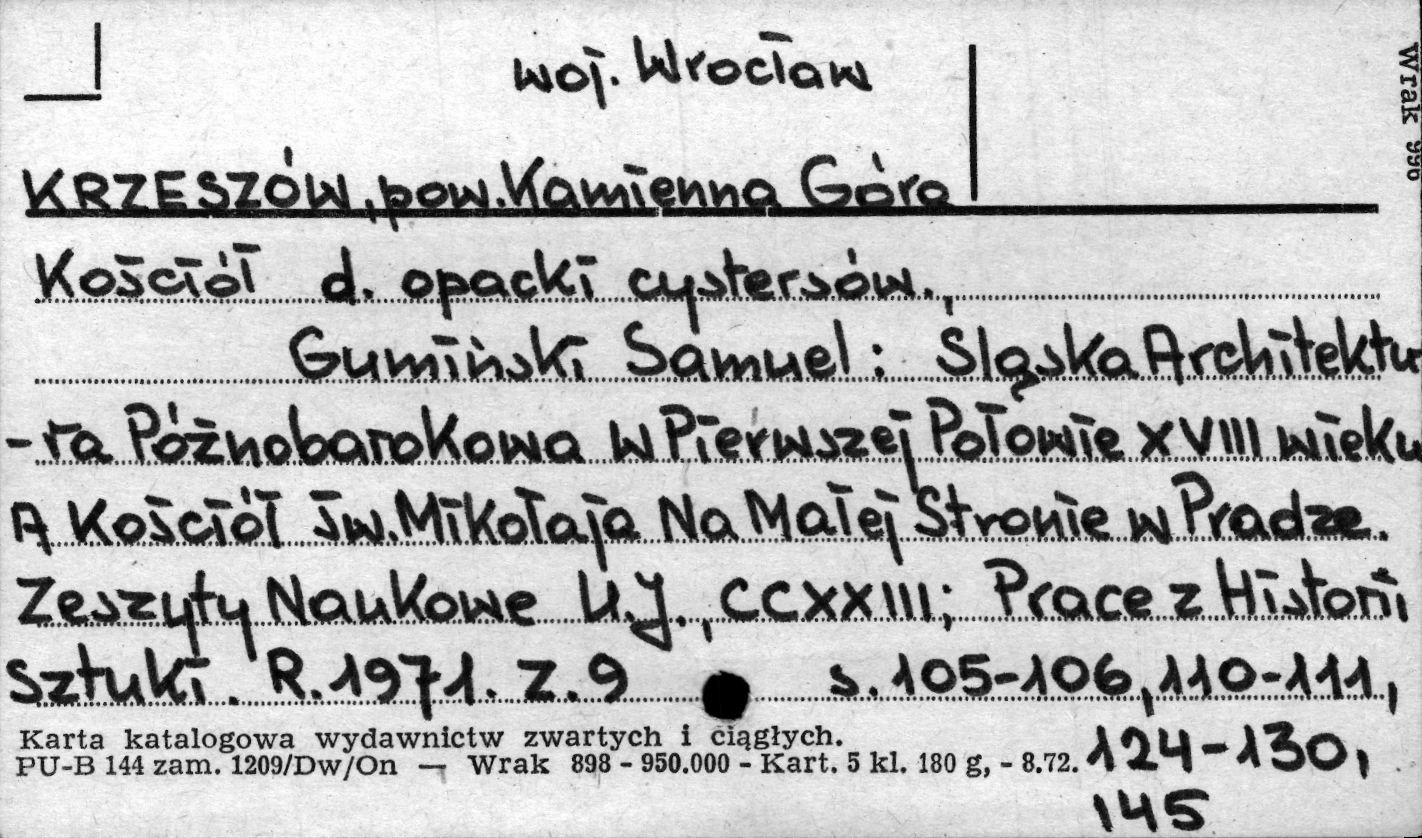 woj. Wrocław
Wrak 996
KRZESZÓW, pow. Kamienna Góra
Kościół d. opacki cystersów.,
Gumiński Samuel: Śląska Architektu
-ra Późnobarokowa w Pierwszej Połowie XVIII wieku
A Kościół św. Mikołaja Na Małej Stronie w Pradze.
Zeszyty Naukowe U.J., CCXXIII; Prace z Historii
Sztuki. R.1971. Z.9 s.105-106, 110-111,
124-130,
145
Karta katalogowa wydawnictw zwartych i ciągłych.
PU-B 144 zam. 1209/Dw/On — Wrak 898 - 950.000 - Kart. 5 kl. 180 g, - 8.72.